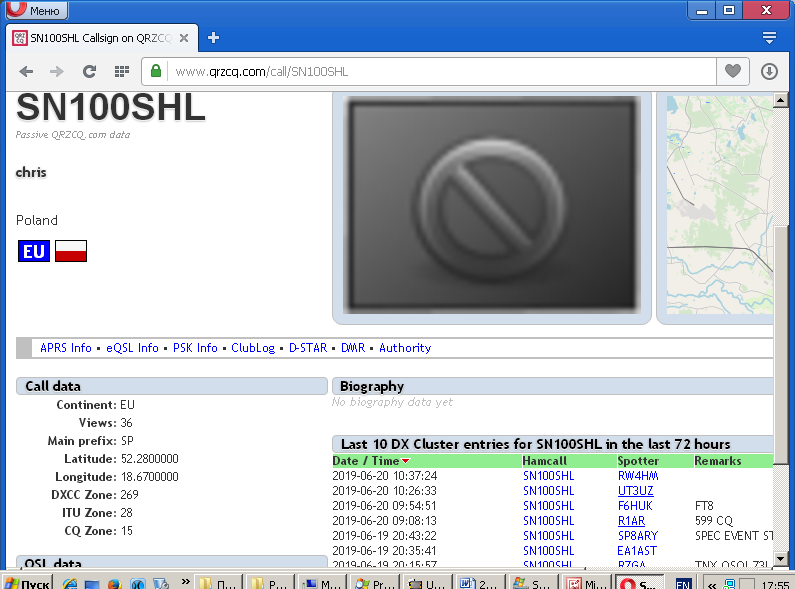 Меню
SN100SHL Callsign on QRZCQ
www.qrzcq.com/call/SN100SHL
SN100SHL
Passive QRZCQ.com data
chris
Poland
EU
APRS Info • eQSL Info • PSK Info • ClubLog • D-STAR • DMR • Authority
Call data
Continent: EU
Views: 36
Main prefix: SP
Latitude: 52.2800000
Longitude: 18.6700000
DXCC Zone: 269
ITU Zone: 28
CQ Zone: 15
QSL data
Biography
No biography data yet
Last 10 DX Cluster entries for SN100SHL in the last 72 hours
Date / Time Hamcall Spotter Remarks
2019-06-20 10:37:24 SN100SHL RW4HM
2019-06-20 10:26:33 SN100SHL UT3UZ
2019-06-20 09:54:51 SN100SHL F6HUK FT8
2019-06-20 09:08:13 SN100SHL R1AR 599 CQ
2019-06-19 20:43:22 SN100SHL SP8ARY SPEC EVENT ST
2019-06-19 20:35:41 SN100SHL EA1AST
2019-06-19 20:15:57 SN100SHL RZ6A TNX QSO! 73!
Пуск » П... Р... М... Pr... U... 2... S... Mi... S... EN « 17:55